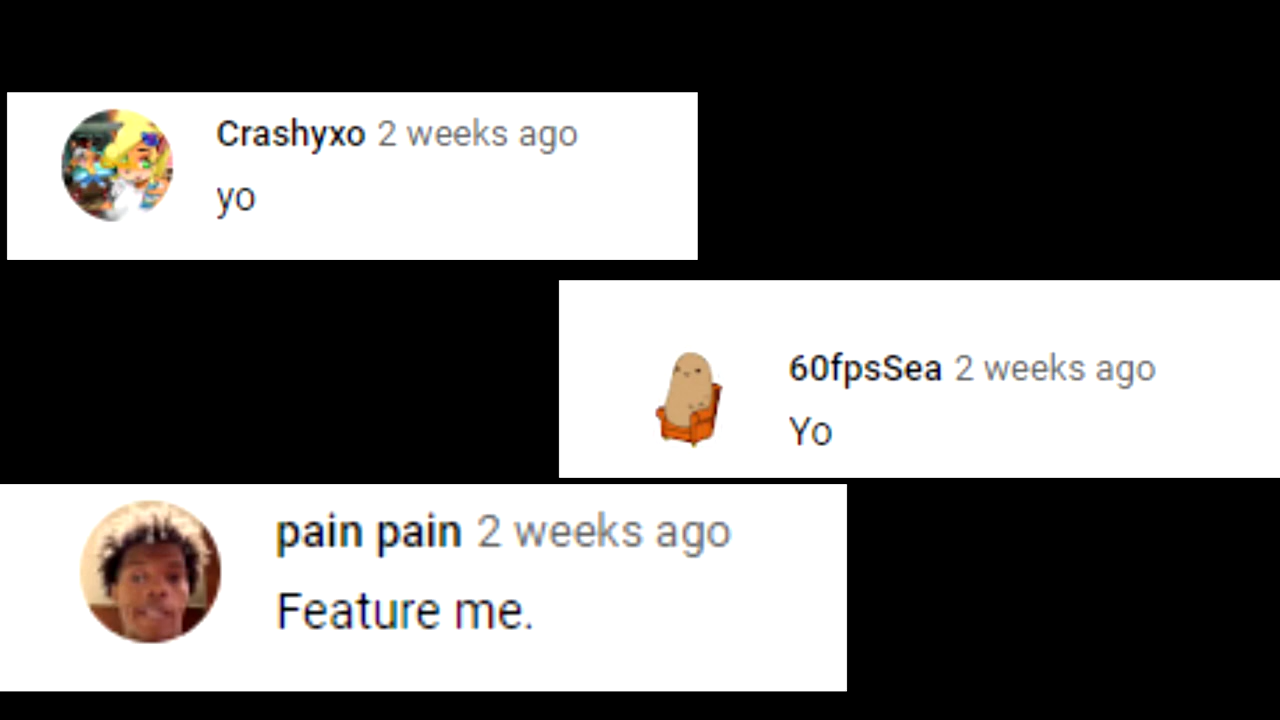 Crashyxo 2 weeks ago
yo
60fpsSea 2 weeks ago
Yo
pain pain 2 weeks ago
Feature me.